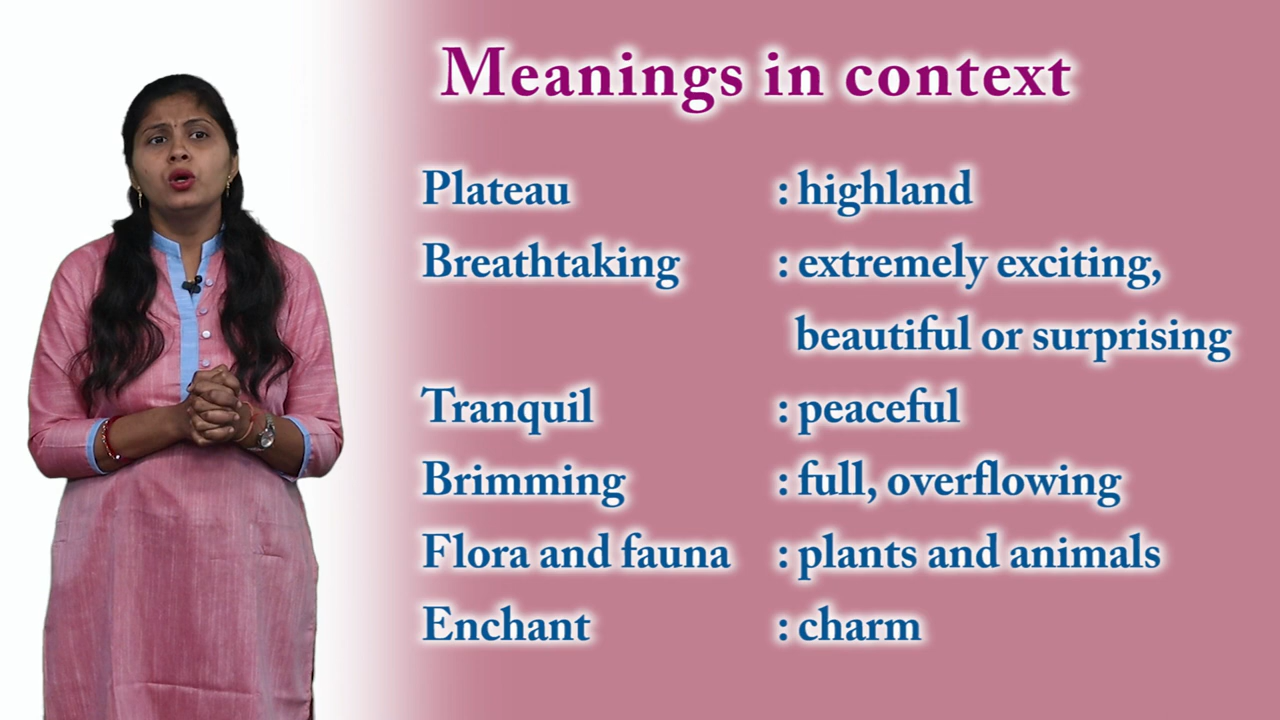 Meanings in context
Plateau : highland
Breathtaking : extremely exciting,
beautiful or surprising
Tranquil : peaceful
Brimming : full, overflowing
Flora and fauna : plants and animals
Enchant : charm